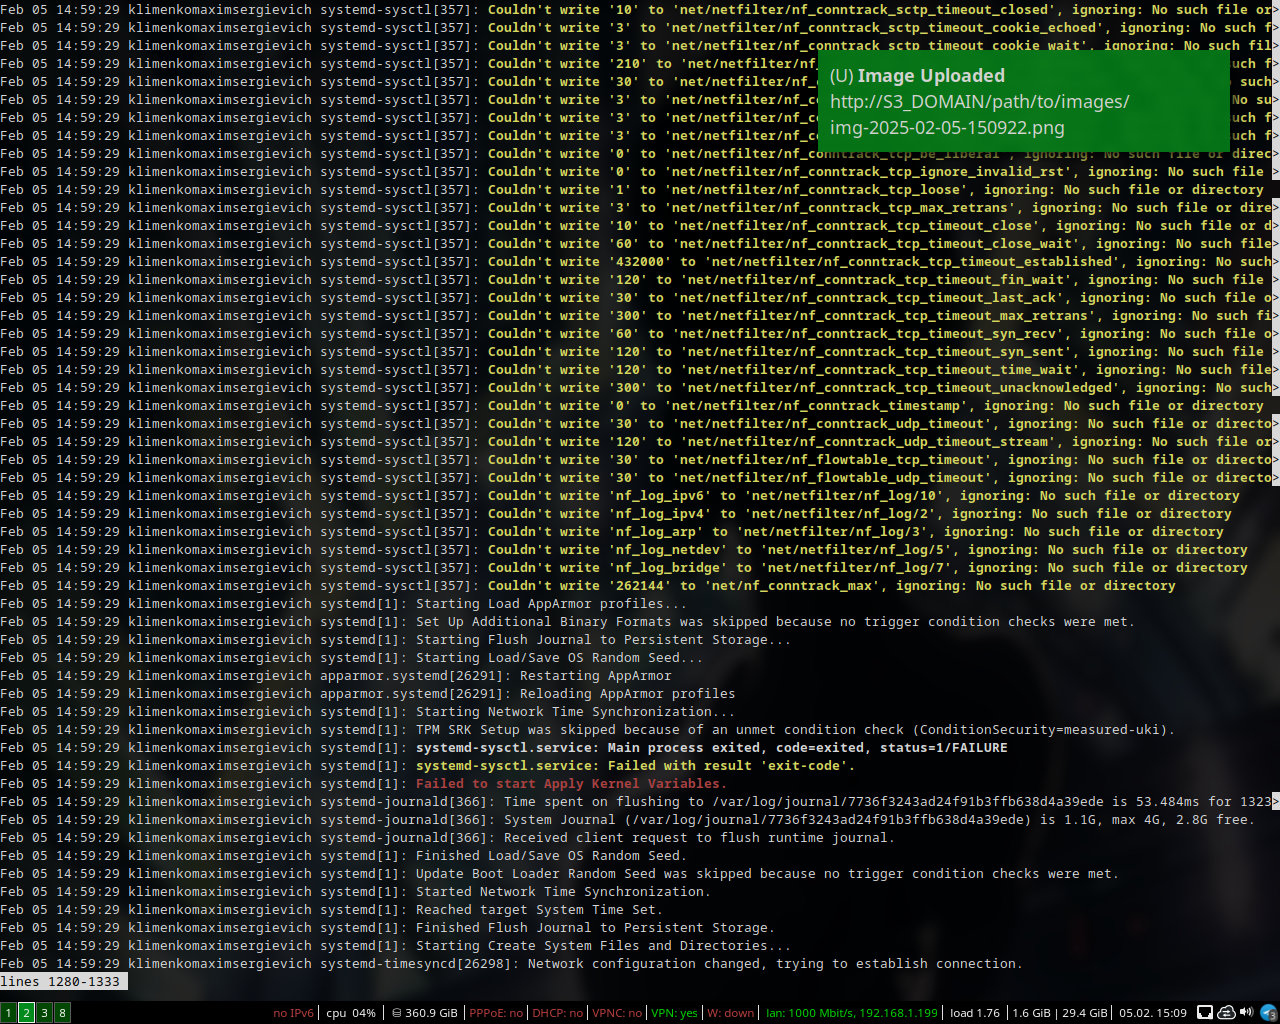 Feb 05 14:59:29 klimenkomaximsergievich systemd-sysctl[357]: Couldn't write '10' to 'net/netfilter/nf_conntrack_sctp_timeout_closed', ignoring: No such file or>
Feb 05 14:59:29 klimenkomaximsergievich systemd-sysctl[357]: Couldn't write '3' to 'net/netfilter/nf_conntrack_sctp_timeout_cookie_echoed', ignoring: No such f>
Feb 05 14:59:29 klimenkomaximsergievich systemd-sysctl[357]: Couldn't write '3' to 'net/netfilter/nf_conntrack_sctp_timeout_cookie_wait', ignoring: No such fil>
Feb 05 14:59:29 klimenkomaximsergievich systemd-sysctl[357]: Couldn't write '210' to 'net/netfilter/nf_ uch f>
Feb 05 14:59:29 klimenkomaximsergievich systemd-sysctl[357]: Couldn't write '30' to 'net/netfilter/nf_ such>
Feb 05 14:59:29 klimenkomaximsergievich systemd-sysctl[357]: Couldn't write '3' to 'net/netfilter/nf_c No su>
Feb 05 14:59:29 klimenkomaximsergievich systemd-sysctl[357]: Couldn't write '3' to 'net/netfilter/nf_c uch f>
Feb 05 14:59:29 klimenkomaximsergievich systemd-sysctl[357]: Couldn't write '3' to 'net/netfilter/nf_c uch f>
(U) Image Uploaded
http://S3_DOMAIN/path/to/images/
img-2025-02-05-150922.png
Feb 05 14:59:29 klimenkomaximsergievich systemd-sysctl[357]: Couldn't write '0' to 'net/netfilter/nf_conntrack_tcp_be_liberal', ignoring: No such file or direc>
Feb 05 14:59:29 klimenkomaximsergievich systemd-sysctl[357]: Couldn't write '0' to 'net/netfilter/nf_conntrack_tcp_ignore_invalid_rst', ignoring: No such file >
Feb 05 14:59:29 klimenkomaximsergievich systemd-sysctl[357]: Couldn't write '1' to 'net/netfilter/nf_conntrack_tcp_loose', ignoring: No such file or directory
Feb 05 14:59:29 klimenkomaximsergievich systemd-sysctl[357]: Couldn't write '3' to 'net/netfilter/nf_conntrack_tcp_max_retrans', ignoring: No such file or dire>
Feb 05 14:59:29 klimenkomaximsergievich systemd-sysctl[357]: Couldn't write '10' to 'net/netfilter/nf_conntrack_tcp_timeout_close', ignoring: No such file or d>
Feb 05 14:59:29 klimenkomaximsergievich systemd-sysctl[357]: Couldn't write '60' to 'net/netfilter/nf_conntrack_tcp_timeout_close_wait', ignoring: No such file>
Feb 05 14:59:29 klimenkomaximsergievich systemd-sysctl[357]: Couldn't write '432000' to 'net/netfilter/nf_conntrack_tcp_timeout_established', ignoring: No such>
Feb 05 14:59:29 klimenkomaximsergievich systemd-sysctl[357]: Couldn't write '120' to 'net/netfilter/nf_conntrack_tcp_timeout_fin_wait', ignoring: No such file >
Feb 05 14:59:29 klimenkomaximsergievich systemd-sysctl[357]: Couldn't write '30' to 'net/netfilter/nf_conntrack_tcp_timeout_last_ack', ignoring: No such file o>
Feb 05 14:59:29 klimenkomaximsergievich systemd-sysctl[357]: Couldn't write '300' to 'net/netfilter/nf_conntrack_tcp_timeout_max_retrans', ignoring: No such fi>
Feb 05 14:59:29 klimenkomaximsergievich systemd-sysctl[357]: Couldn't write '60' to 'net/netfilter/nf_conntrack_tcp_timeout_syn_recv', ignoring: No such file o>
Feb 05 14:59:29 klimenkomaximsergievich systemd-sysctl[357]: Couldn't write '120' to 'net/netfilter/nf_conntrack_tcp_timeout_syn_sent', ignoring: No such file >
Feb 05 14:59:29 klimenkomaximsergievich systemd-sysctl[357]: Couldn't write '120' to 'net/netfilter/nf_conntrack_tcp_timeout_time_wait', ignoring: No such file>
Feb 05 14:59:29 klimenkomaximsergievich systemd-sysctl[357]: Couldn't write '300' to 'net/netfilter/nf_conntrack_tcp_timeout_unacknowledged', ignoring: No such>
Feb 05 14:59:29 klimenkomaximsergievich systemd-sysctl[357]: Couldn't write '0' to 'net/netfilter/nf_conntrack_timestamp', ignoring: No such file or directory
Feb 05 14:59:29 klimenkomaximsergievich systemd-sysctl[357]: Couldn't write '30' to 'net/netfilter/nf_conntrack_udp_timeout', ignoring: No such file or directo>
Feb 05 14:59:29 klimenkomaximsergievich systemd-sysctl[357]: Couldn't write '120' to 'net/netfilter/nf_conntrack_udp_timeout_stream', ignoring: No such file or>
Feb 05 14:59:29 klimenkomaximsergievich systemd-sysctl[357]: Couldn't write '30' to 'net/netfilter/nf_flowtable_tcp_timeout', ignoring: No such file or directo>
Feb 05 14:59:29 klimenkomaximsergievich systemd-sysctl[357]: Couldn't write '30' to 'net/netfilter/nf_flowtable_udp_timeout', ignoring: No such file or directo>
Feb 05 14:59:29 klimenkomaximsergievich systemd-sysctl[357]: Couldn't write 'nf_log_ipv6' to 'net/netfilter/nf_log/10', ignoring: No such file or directory
Feb 05 14:59:29 klimenkomaximsergievich systemd-sysctl[357]: Couldn't write 'nf_log_ipv4' to 'net/netfilter/nf_log/2', ignoring: No such file or directory
Feb 05 14:59:29 klimenkomaximsergievich systemd-sysctl[357]: Couldn't write 'nf_log_arp' to 'net/netfilter/nf_log/3', ignoring: No such file or directory
Feb 05 14:59:29 klimenkomaximsergievich systemd-sysctl[357]: Couldn't write 'nf_log_netdev' to 'net/netfilter/nf_log/5', ignoring: No such file or directory
Feb 05 14:59:29 klimenkomaximsergievich systemd-sysctl[357]: Couldn't write 'nf_log_bridge' to 'net/netfilter/nf_log/7', ignoring: No such file or directory
Feb 05 14:59:29 klimenkomaximsergievich systemd-sysctl[357]: Couldn't write '262144' to 'net/nf_conntrack_max', ignoring: No such file or directory
Feb 05 14:59:29 klimenkomaximsergievich systemd[1]: Starting Load AppArmor profiles...
Feb 05 14:59:29 klimenkomaximsergievich systemd[1]: Set Up Additional Binary Formats was skipped because no trigger condition checks were met.
Feb 05 14:59:29 klimenkomaximsergievich systemd[1]: Starting Flush Journal to Persistent Storage...
Feb 05 14:59:29 klimenkomaximsergievich systemd[1]: Starting Load/Save OS Random Seed...
Feb 05 14:59:29 klimenkomaximsergievich apparmor.systemd[26291]: Restarting AppArmor
Feb 05 14:59:29 klimenkomaximsergievich apparmor.systemd[26291]: Reloading AppArmor profiles
Feb 05 14:59:29 klimenkomaximsergievich systemd[1]: Starting Network Time Synchronization...
Feb 05 14:59:29 klimenkomaximsergievich systemd[1]: TPM SRK Setup was skipped because of an unmet condition check (ConditionSecurity=measured-uki).
Feb 05 14:59:29 klimenkomaximsergievich systemd[1]: systemd-sysctl.service: Main process exited, code=exited, status=1/FAILURE
Feb 05 14:59:29 klimenkomaximsergievich systemd[1]: systemd-sysctl.service: Failed with result 'exit-code'.
Feb 05 14:59:29 klimenkomaximsergievich systemd[1]: Failed to start Apply Kernel Variables.
Feb 05 14:59:29 klimenkomaximsergievich systemd-journald[366]: Time spent on flushing to /var/log/journal/7736f3243ad24f91b3ffb638d4a39ede is 53.484ms for 1323>
Feb 05 14:59:29 klimenkomaximsergievich systemd-journald[366]: System Journal (/var/log/journal/7736f3243ad24f91b3ffb638d4a39ede) is 1.1G, max 4G, 2.8G free.
Feb 05 14:59:29 klimenkomaximsergievich systemd-journald[366]: Received client request to flush runtime journal.
Feb 05 14:59:29 klimenkomaximsergievich systemd[1]: Finished Load/Save OS Random Seed.
Feb 05 14:59:29 klimenkomaximsergievich systemd[1]: Update Boot Loader Random Seed was skipped because no trigger condition checks were met.
Feb 05 14:59:29 klimenkomaximsergievich systemd[1]: Started Network Time Synchronization.
Feb 05 14:59:29 klimenkomaximsergievich systemd[1]: Reached target System Time Set.
Feb 05 14:59:29 klimenkomaximsergievich systemd[1]: Finished Flush Journal to Persistent Storage.
Feb 05 14:59:29 klimenkomaximsergievich systemd[1]: Starting Create System Files and Directories...
Feb 05 14:59:29 klimenkomaximsergievich systemd-timesyncd[26298]: Network configuration changed, trying to establish connection.
lines 1280-1333
1 2 3 8 no IPv6 | cpu 04% | 360.9 GiB | PPPoE: no | DHCP: no | VPNC: no | VPN: yes | W: down | lan: 1000 Mbit/s, 192.168.1.199 | load 1.76 | 1.6 GiB | 29.4 GiB | 05.02. 15:09